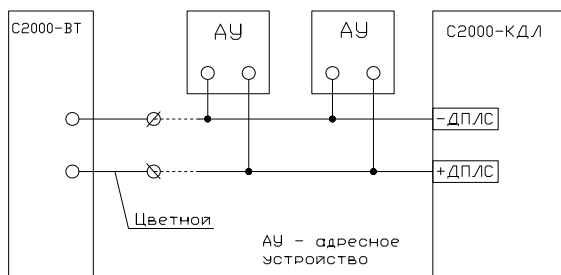 С2000-ВТ
АУ
АУ
С2000-КДЛ
-ДПЛС
+ДПЛС
Цветной
АУ - адресное
устройство